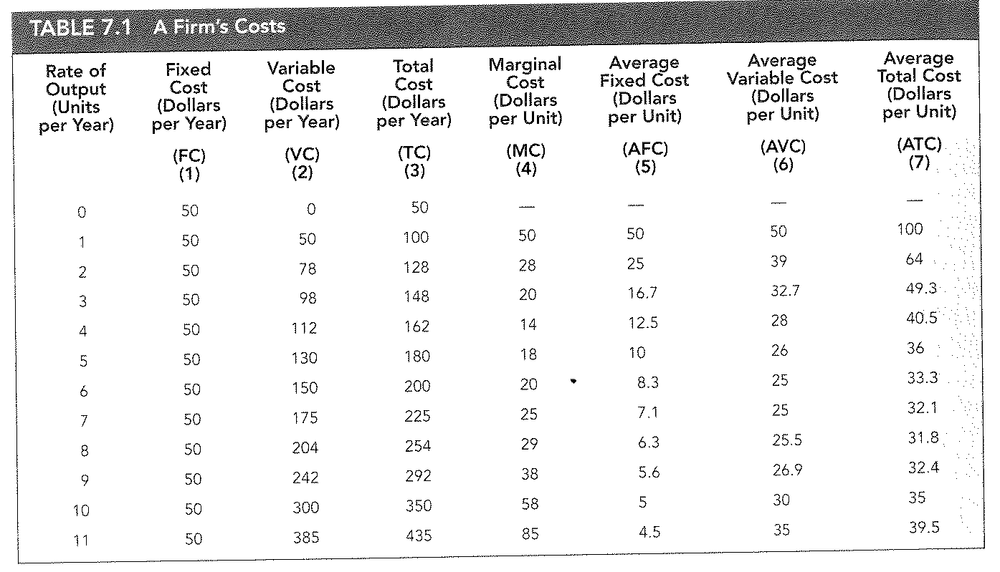 TABLE 7.1 A Firm's Costs
Rate of Fixed Variable Total Marginal Average Average Average
Output Cost Cost Cost Cost Fixed Cost Variable Cost Total Cost
(Units (Dollars (Dollars (Dollars (Dollars (Dollars (Dollars (Dollars
per Year) per Year) per Year) per Year) per Unit) per Unit) per Unit) per Unit)
(FC) (VC) (TC) (MC) (AFC) (AVC) (ATC)
(1) (2) (3) (4) (5) (6) (7)
0 50 0 50 — — — —
1 50 50 100 50 50 50 100
2 50 78 128 28 25 39 64
3 50 98 148 20 16.7 32.7 49.3
4 50 112 162 14 12.5 28 40.5
5 50 130 180 18 10 26 36
6 50 150 200 20 8.3 25 33.3
7 50 175 225 25 7.1 25 32.1
8 50 204 254 29 6.3 25.5 31.8
9 50 242 292 38 5.6 26.9 32.4
10 50 300 350 58 5 30 35
11 50 385 435 85 4.5 35 39.5